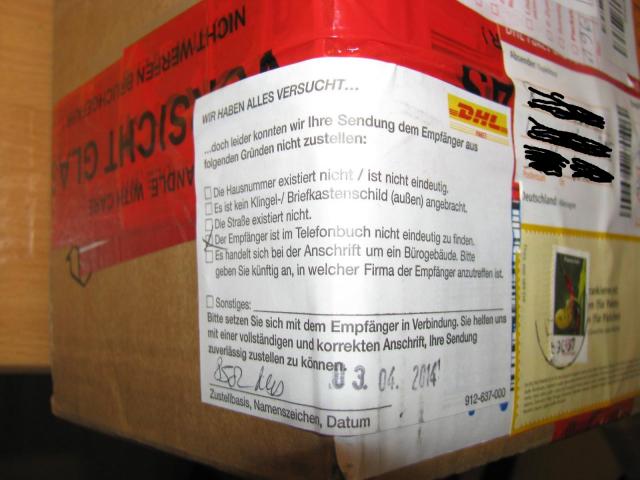 NICHT WERFEN BRUCHGEFAHR
VORSICHT GLA
HANDLE WITH CARE
WIR HABEN ALLES VERSUCHT...
DHL
PAKET
...doch leider konnten wir Ihre Sendung dem Empfänger aus
folgenden Gründen nicht zustellen:
Die Hausnummer existiert nicht / ist nicht eindeutig.
Es ist kein Klingel-/ Briefkastenschild (außen) angebracht.
Die Straße existiert nicht.
Der Empfänger ist im Telefonbuch nicht eindeutig zu finden.
Es handelt sich bei der Anschrift um ein Bürogebäude. Bitte
geben Sie künftig an, in welcher Firma der Empfänger anzutreffen ist.
Sonstiges:
Bitte setzen Sie sich mit dem Empfänger in Verbindung. Sie helfen uns
mit einer vollständigen und korrekten Anschrift, Ihre Sendung
zuverlässig zustellen zu können.
03. 04. 2014
Zustellbasis, Namenszeichen, Datum
912-637-000
Absender
Deutschland